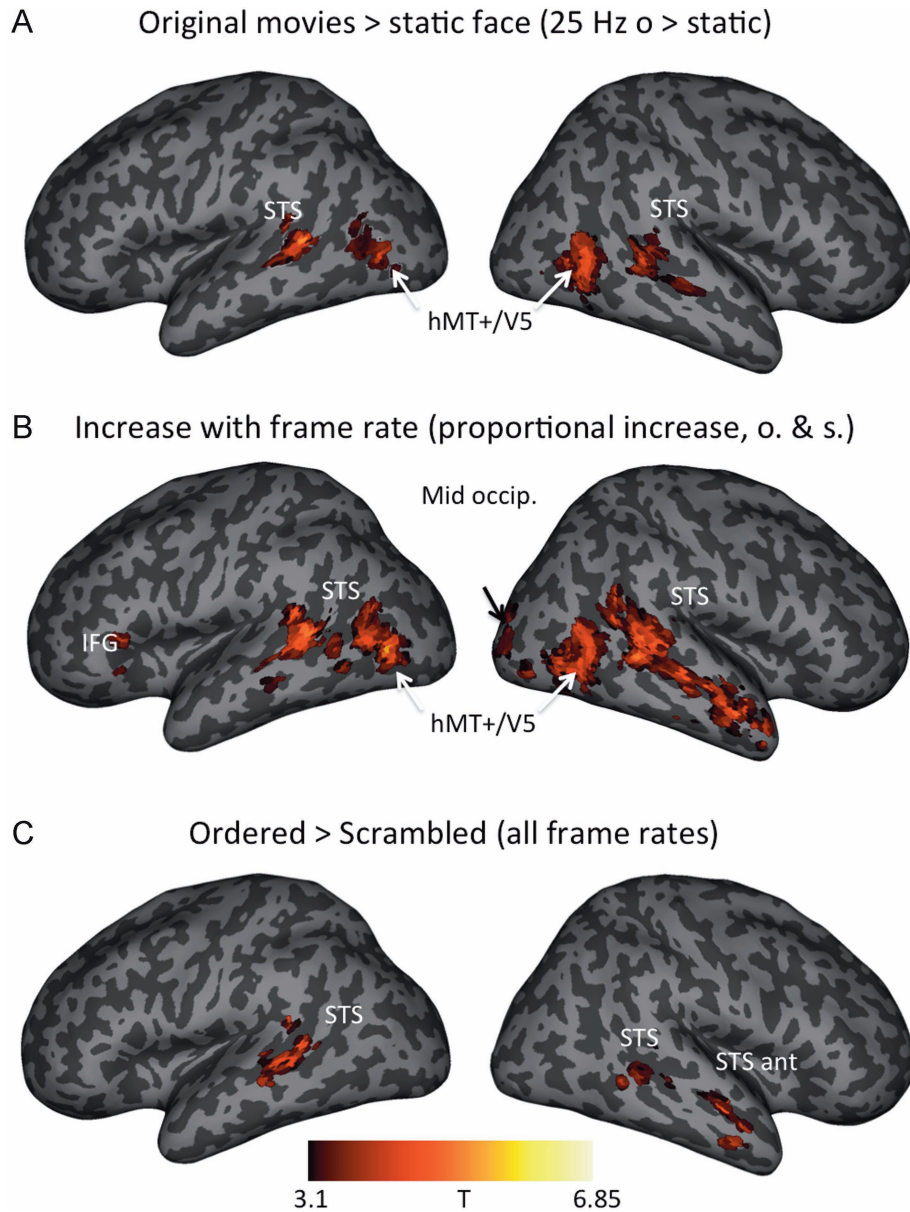 A Original movies > static face (25 Hz o > static)
STS STS
hMT+/V5
B Increase with frame rate (proportional increase, o. & s.)
Mid occip.
STS STS
IFG
hMT+/V5
C Ordered > Scrambled (all frame rates)
STS STS
STS ant
3.1 T 6.85